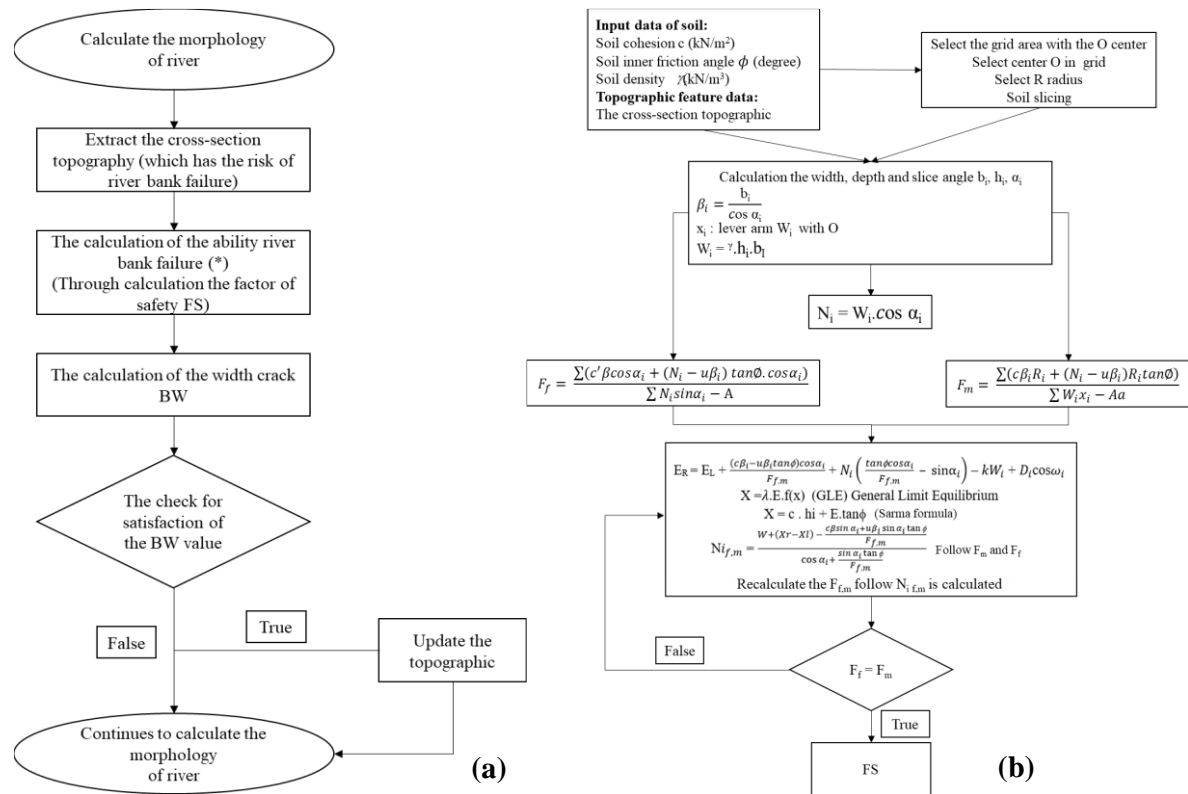 Calculate the morphology
of river
Extract the cross-section
topography (which has the risk of
river bank failure)
The calculation of the ability river
bank failure (*)
(Through calculation the factor of
safety FS)
The calculation of the width crack
BW
The check for
satisfaction of
the BW value
False
True
Update the
topographic
Continues to calculate the
morphology
of river
(a)
Input data of soil:
Soil cohesion c (kN/m²)
Soil inner friction angle ϕ (degree)
Soil density γ(kN/m³)
Topographic feature data:
The cross-section topographic
Select the grid area with the O center
Select center O in grid
Select R radius
Soil slicing
Calculation the width, depth and slice angle bᵢ, hᵢ, αᵢ
βᵢ = bᵢ / cos αᵢ
xᵢ : lever arm Wᵢ with O
Wᵢ = γ.hᵢ.b_I
Nᵢ = Wᵢ.cos αᵢ
F_f = ∑(c′βcosαᵢ + (Nᵢ − uβᵢ) tanØ.cosαᵢ) / ∑ Nᵢsinαᵢ − A
F_m = ∑(cβᵢRᵢ + (Nᵢ − uβᵢ)RᵢtanØ) / ∑ Wᵢxᵢ − Aa
E_R = E_L + (cβᵢ−uβᵢtanϕ)cosαᵢ / F_f,m + Nᵢ (tanϕcosαᵢ / F_f,m − sinαᵢ) − kWᵢ + Dᵢcosωᵢ
X =λ.E.f(x) (GLE) General Limit Equilibrium
X = c . hi + E.tanϕ (Sarma formula)
Ni_f,m = W+(Xr−Xl) − cβsin αᵢ+uβᵢ sin αᵢ tan ϕ / F_f,m / cos αᵢ+ sin αᵢ tan ϕ / F_f,m Follow F_m and F_f
Recalculate the F_f,m follow N_i f,m is calculated
False
F_f = F_m
True
FS
(b)